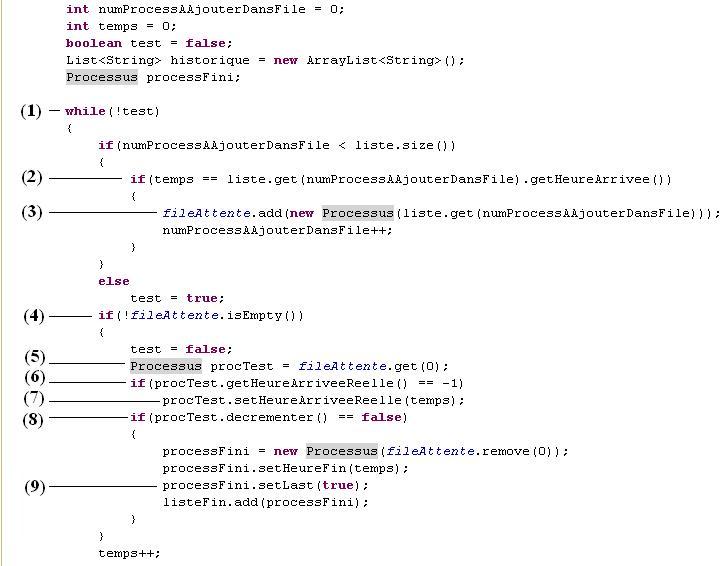 int numProcessAAjouterDansFile = 0;
int temps = 0;
boolean test = false;
List<String> historique = new ArrayList<String>();
Processus processFini;
(1) while(!test)
{
if(numProcessAAjouterDansFile < liste.size())
{
(2) if(temps == liste.get(numProcessAAjouterDansFile).getHeureArrivee())
{
(3) fileAttente.add(new Processus(liste.get(numProcessAAjouterDansFile)));
numProcessAAjouterDansFile++;
}
}
else
test = true;
(4) if(!fileAttente.isEmpty())
{
test = false;
(5) Processus procTest = fileAttente.get(0);
(6) if(procTest.getHeureArriveeReelle() == -1)
(7) procTest.setHeureArriveeReelle(temps);
(8) if(procTest.decrementer() == false)
{
processFini = new Processus(fileAttente.remove(0));
processFini.setHeureFin(temps);
(9) processFini.setLast(true);
listeFin.add(processFini);
}
}
temps++;